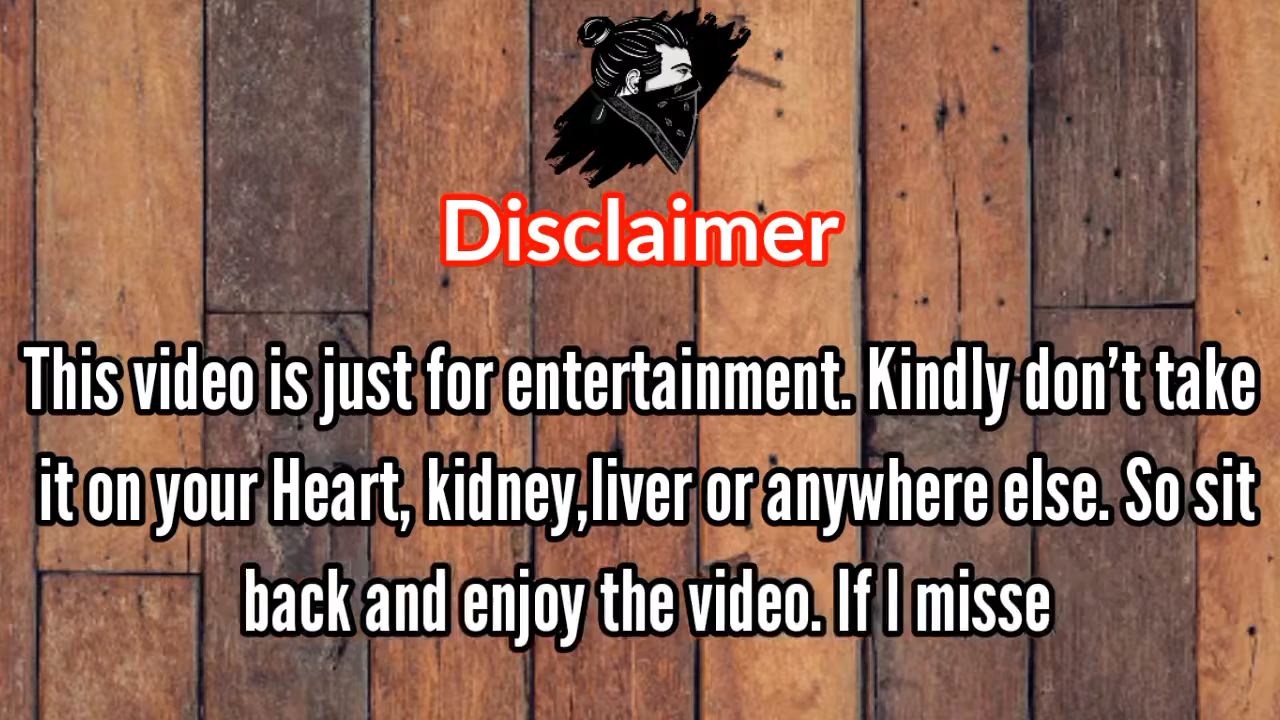 Disclaimer
This video is just for entertainment. Kindly don’t take
it on your Heart, kidney,liver or anywhere else. So sit
back and enjoy the video. If I misse